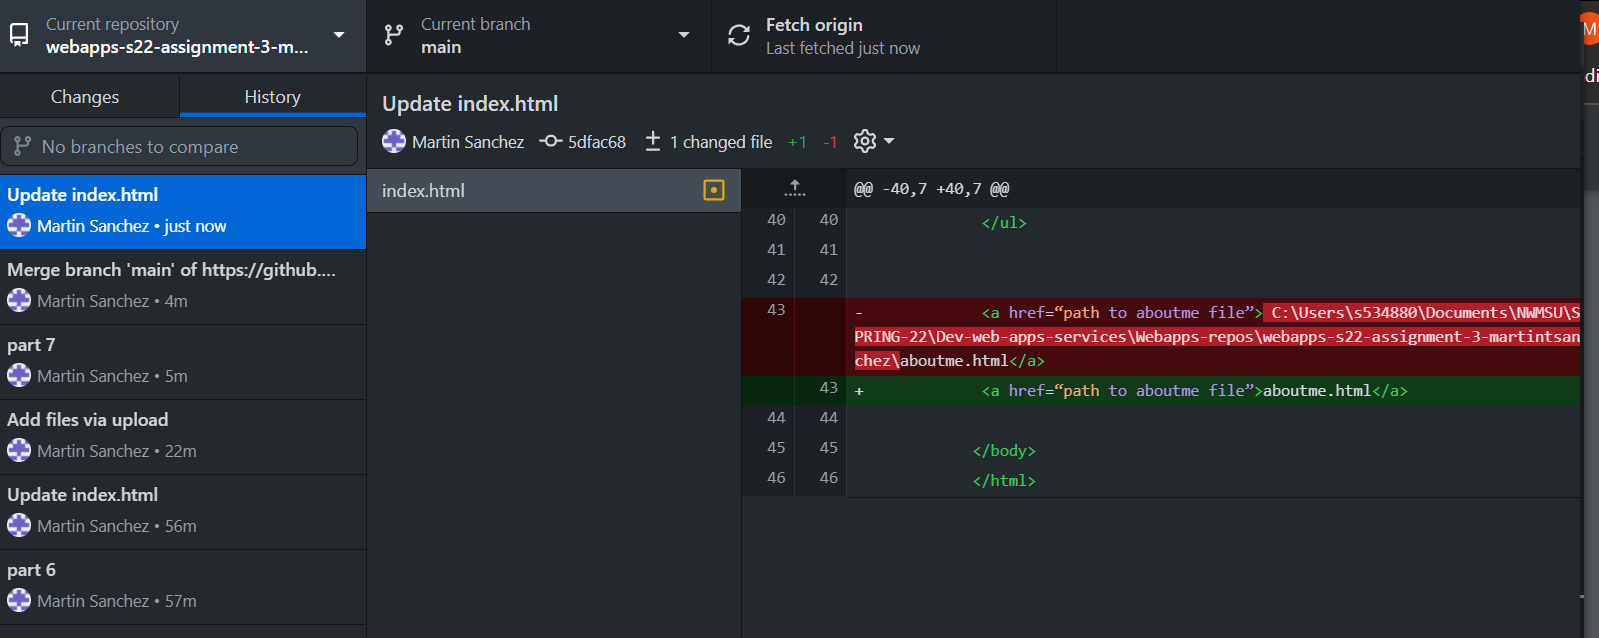 Current repository
webapps-s22-assignment-3-m...
Current branch
main
Fetch origin
Last fetched just now
M
di
Changes
History
No branches to compare
Update index.html
Martin Sanchez • just now
Merge branch 'main' of https://github....
Martin Sanchez • 4m
part 7
Martin Sanchez • 5m
Add files via upload
Martin Sanchez • 22m
Update index.html
Martin Sanchez • 56m
part 6
Martin Sanchez • 57m
Update index.html
Martin Sanchez 5dfac68 1 changed file +1 -1
index.html
@@ -40,7 +40,7 @@
40 40 </ul>
41 41
42 42
43 - <a href=“path to aboutme file”> C:\Users\s534880\Documents\NWMSU\S
PRING-22\Dev-web-apps-services\Webapps-repos\webapps-s22-assignment-3-martintsan
chez\aboutme.html</a>
43 + <a href=“path to aboutme file”>aboutme.html</a>
44 44
45 45 </body>
46 46 </html>